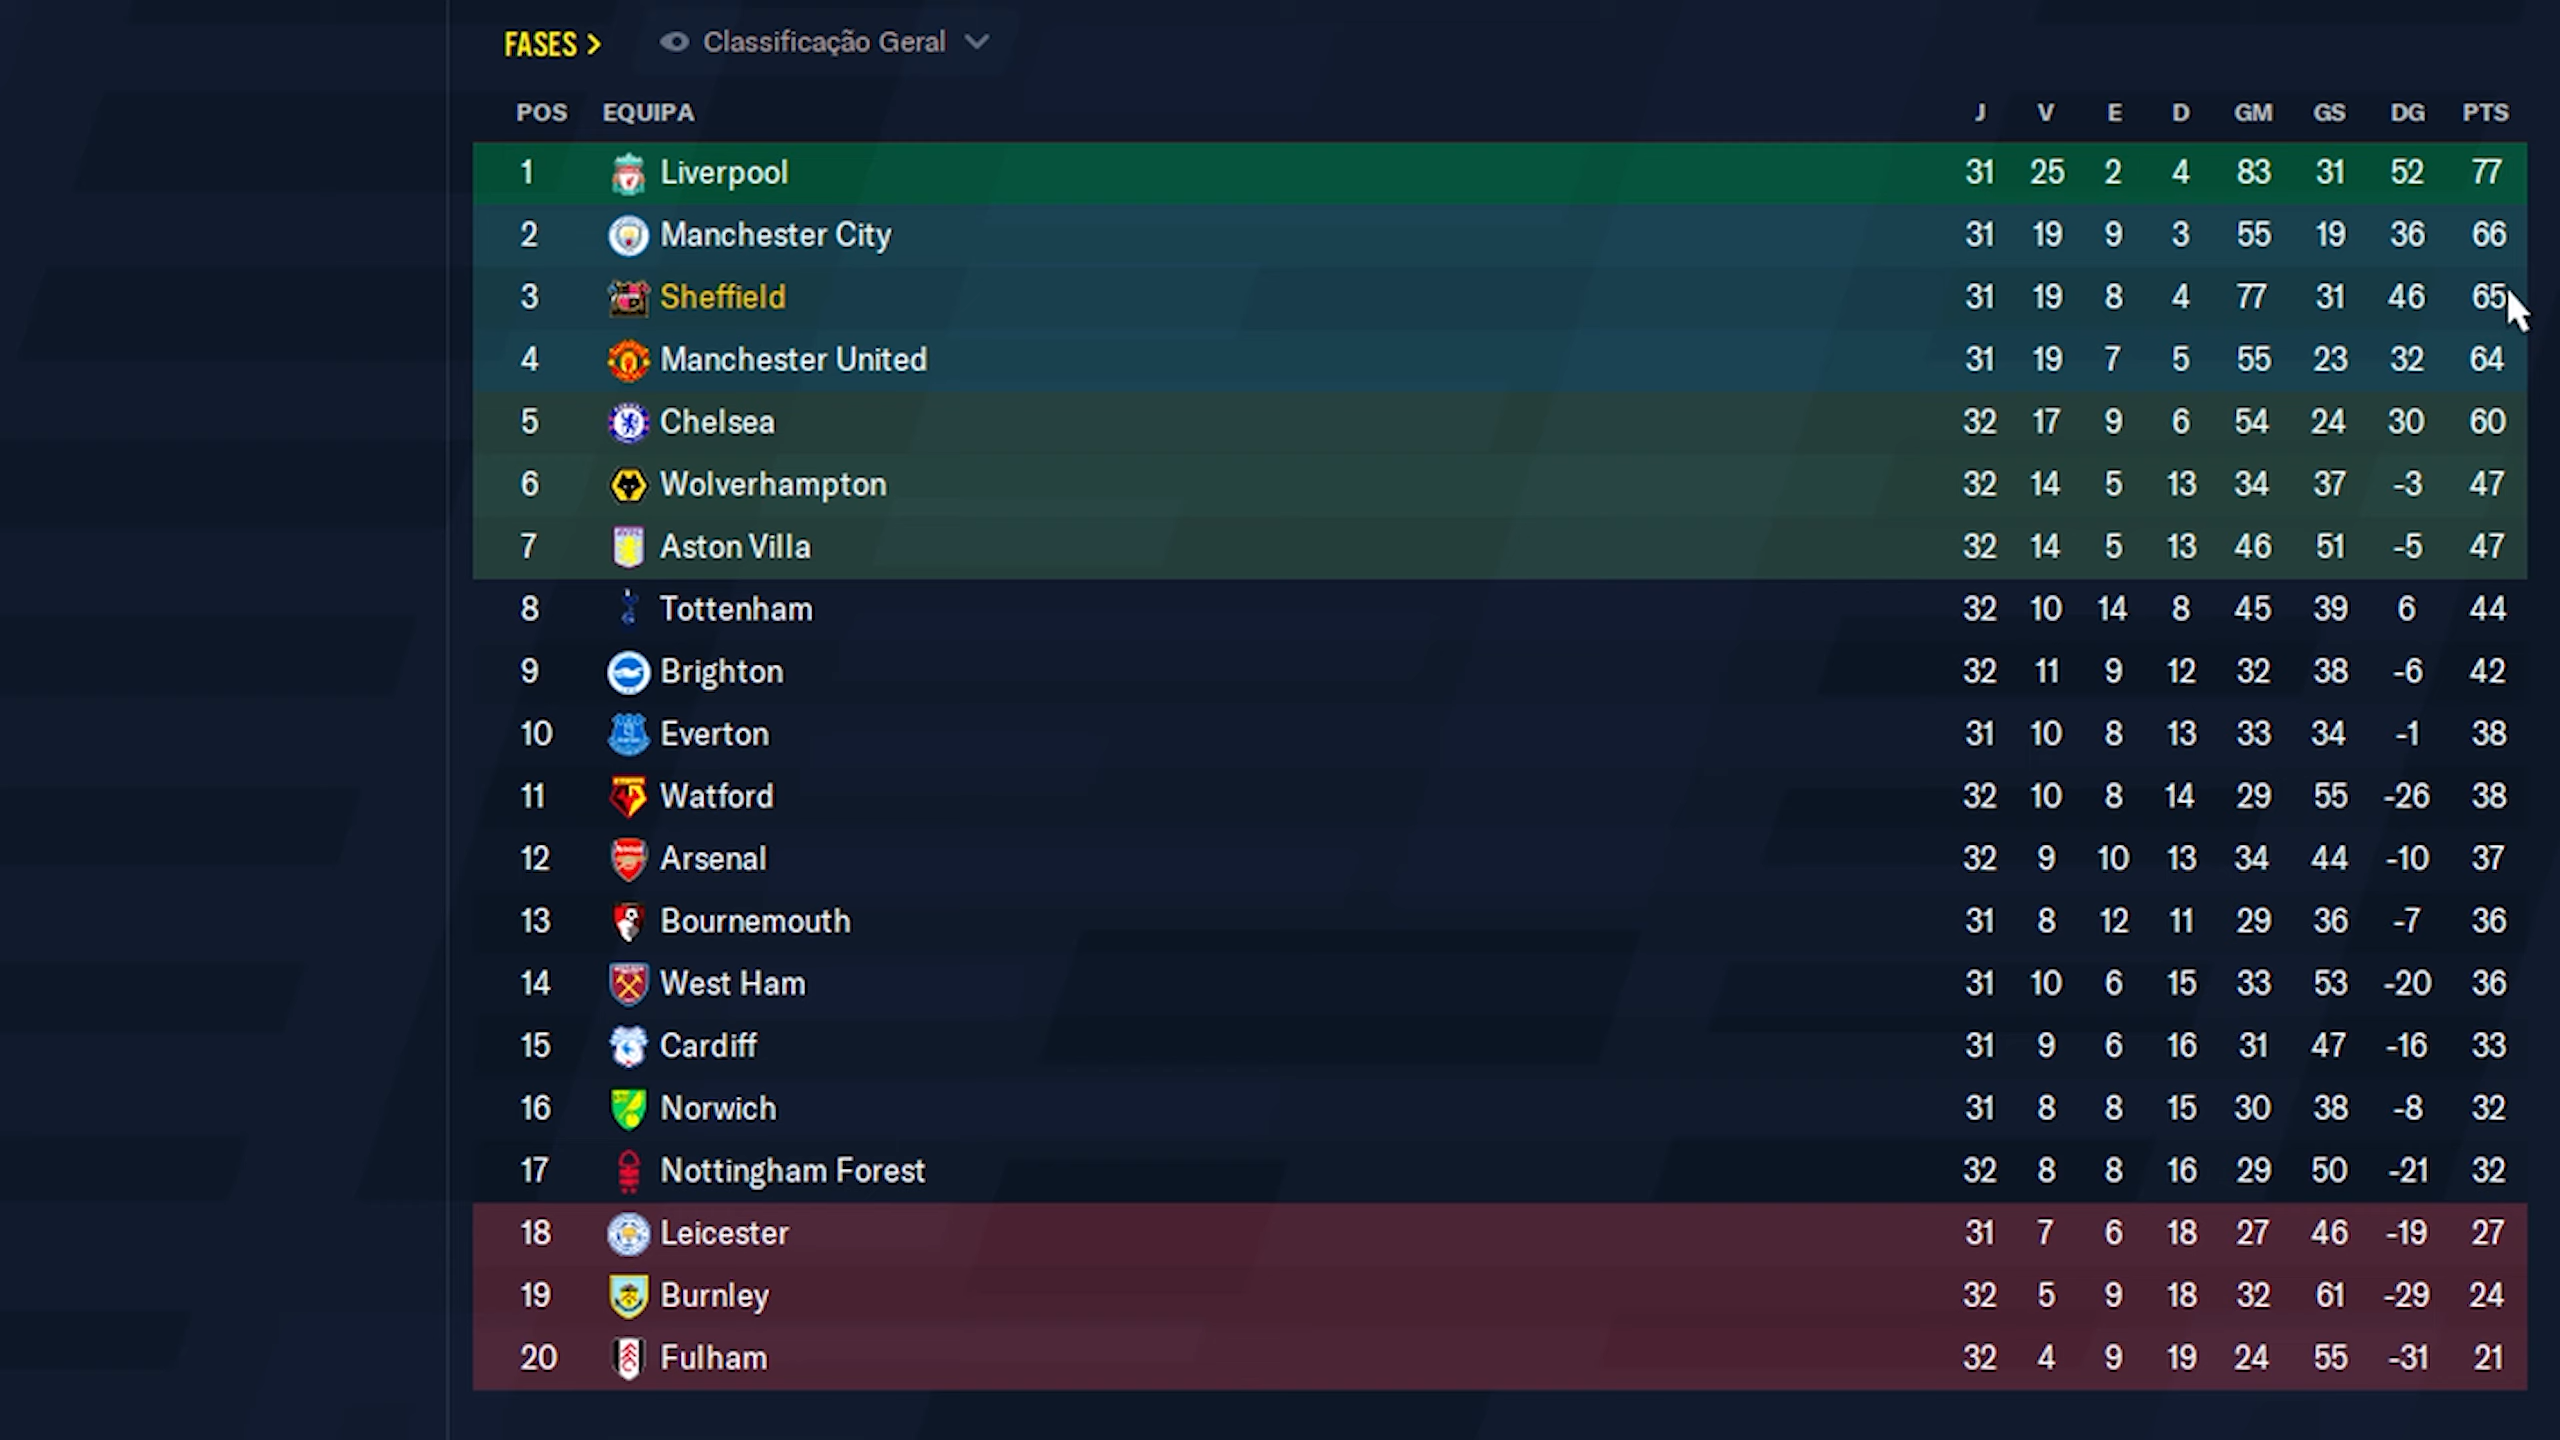 FASES > Classificação Geral
POS EQUIPA J V E D GM GS DG PTS
1 Liverpool 31 25 2 4 83 31 52 77
2 Manchester City 31 19 9 3 55 19 36 66
3 Sheffield 31 19 8 4 77 31 46 65
4 Manchester United 31 19 7 5 55 23 32 64
5 Chelsea 32 17 9 6 54 24 30 60
6 Wolverhampton 32 14 5 13 34 37 -3 47
7 Aston Villa 32 14 5 13 46 51 -5 47
8 Tottenham 32 10 14 8 45 39 6 44
9 Brighton 32 11 9 12 32 38 -6 42
10 Everton 31 10 8 13 33 34 -1 38
11 Watford 32 10 8 14 29 55 -26 38
12 Arsenal 32 9 10 13 34 44 -10 37
13 Bournemouth 31 8 12 11 29 36 -7 36
14 West Ham 31 10 6 15 33 53 -20 36
15 Cardiff 31 9 6 16 31 47 -16 33
16 Norwich 31 8 8 15 30 38 -8 32
17 Nottingham Forest 32 8 8 16 29 50 -21 32
18 Leicester 31 7 6 18 27 46 -19 27
19 Burnley 32 5 9 18 32 61 -29 24
20 Fulham 32 4 9 19 24 55 -31 21